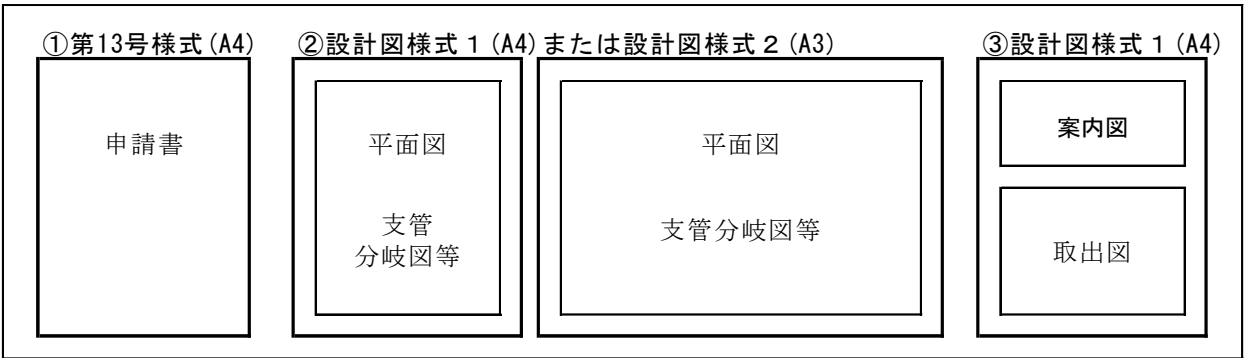 ①第13号様式(A4)
②設計図様式１(A4)または設計図様式２(A3)
③設計図様式１(A4)
申請書
平面図
支管
分岐図等
平面図
支管分岐図等
案内図
取出図